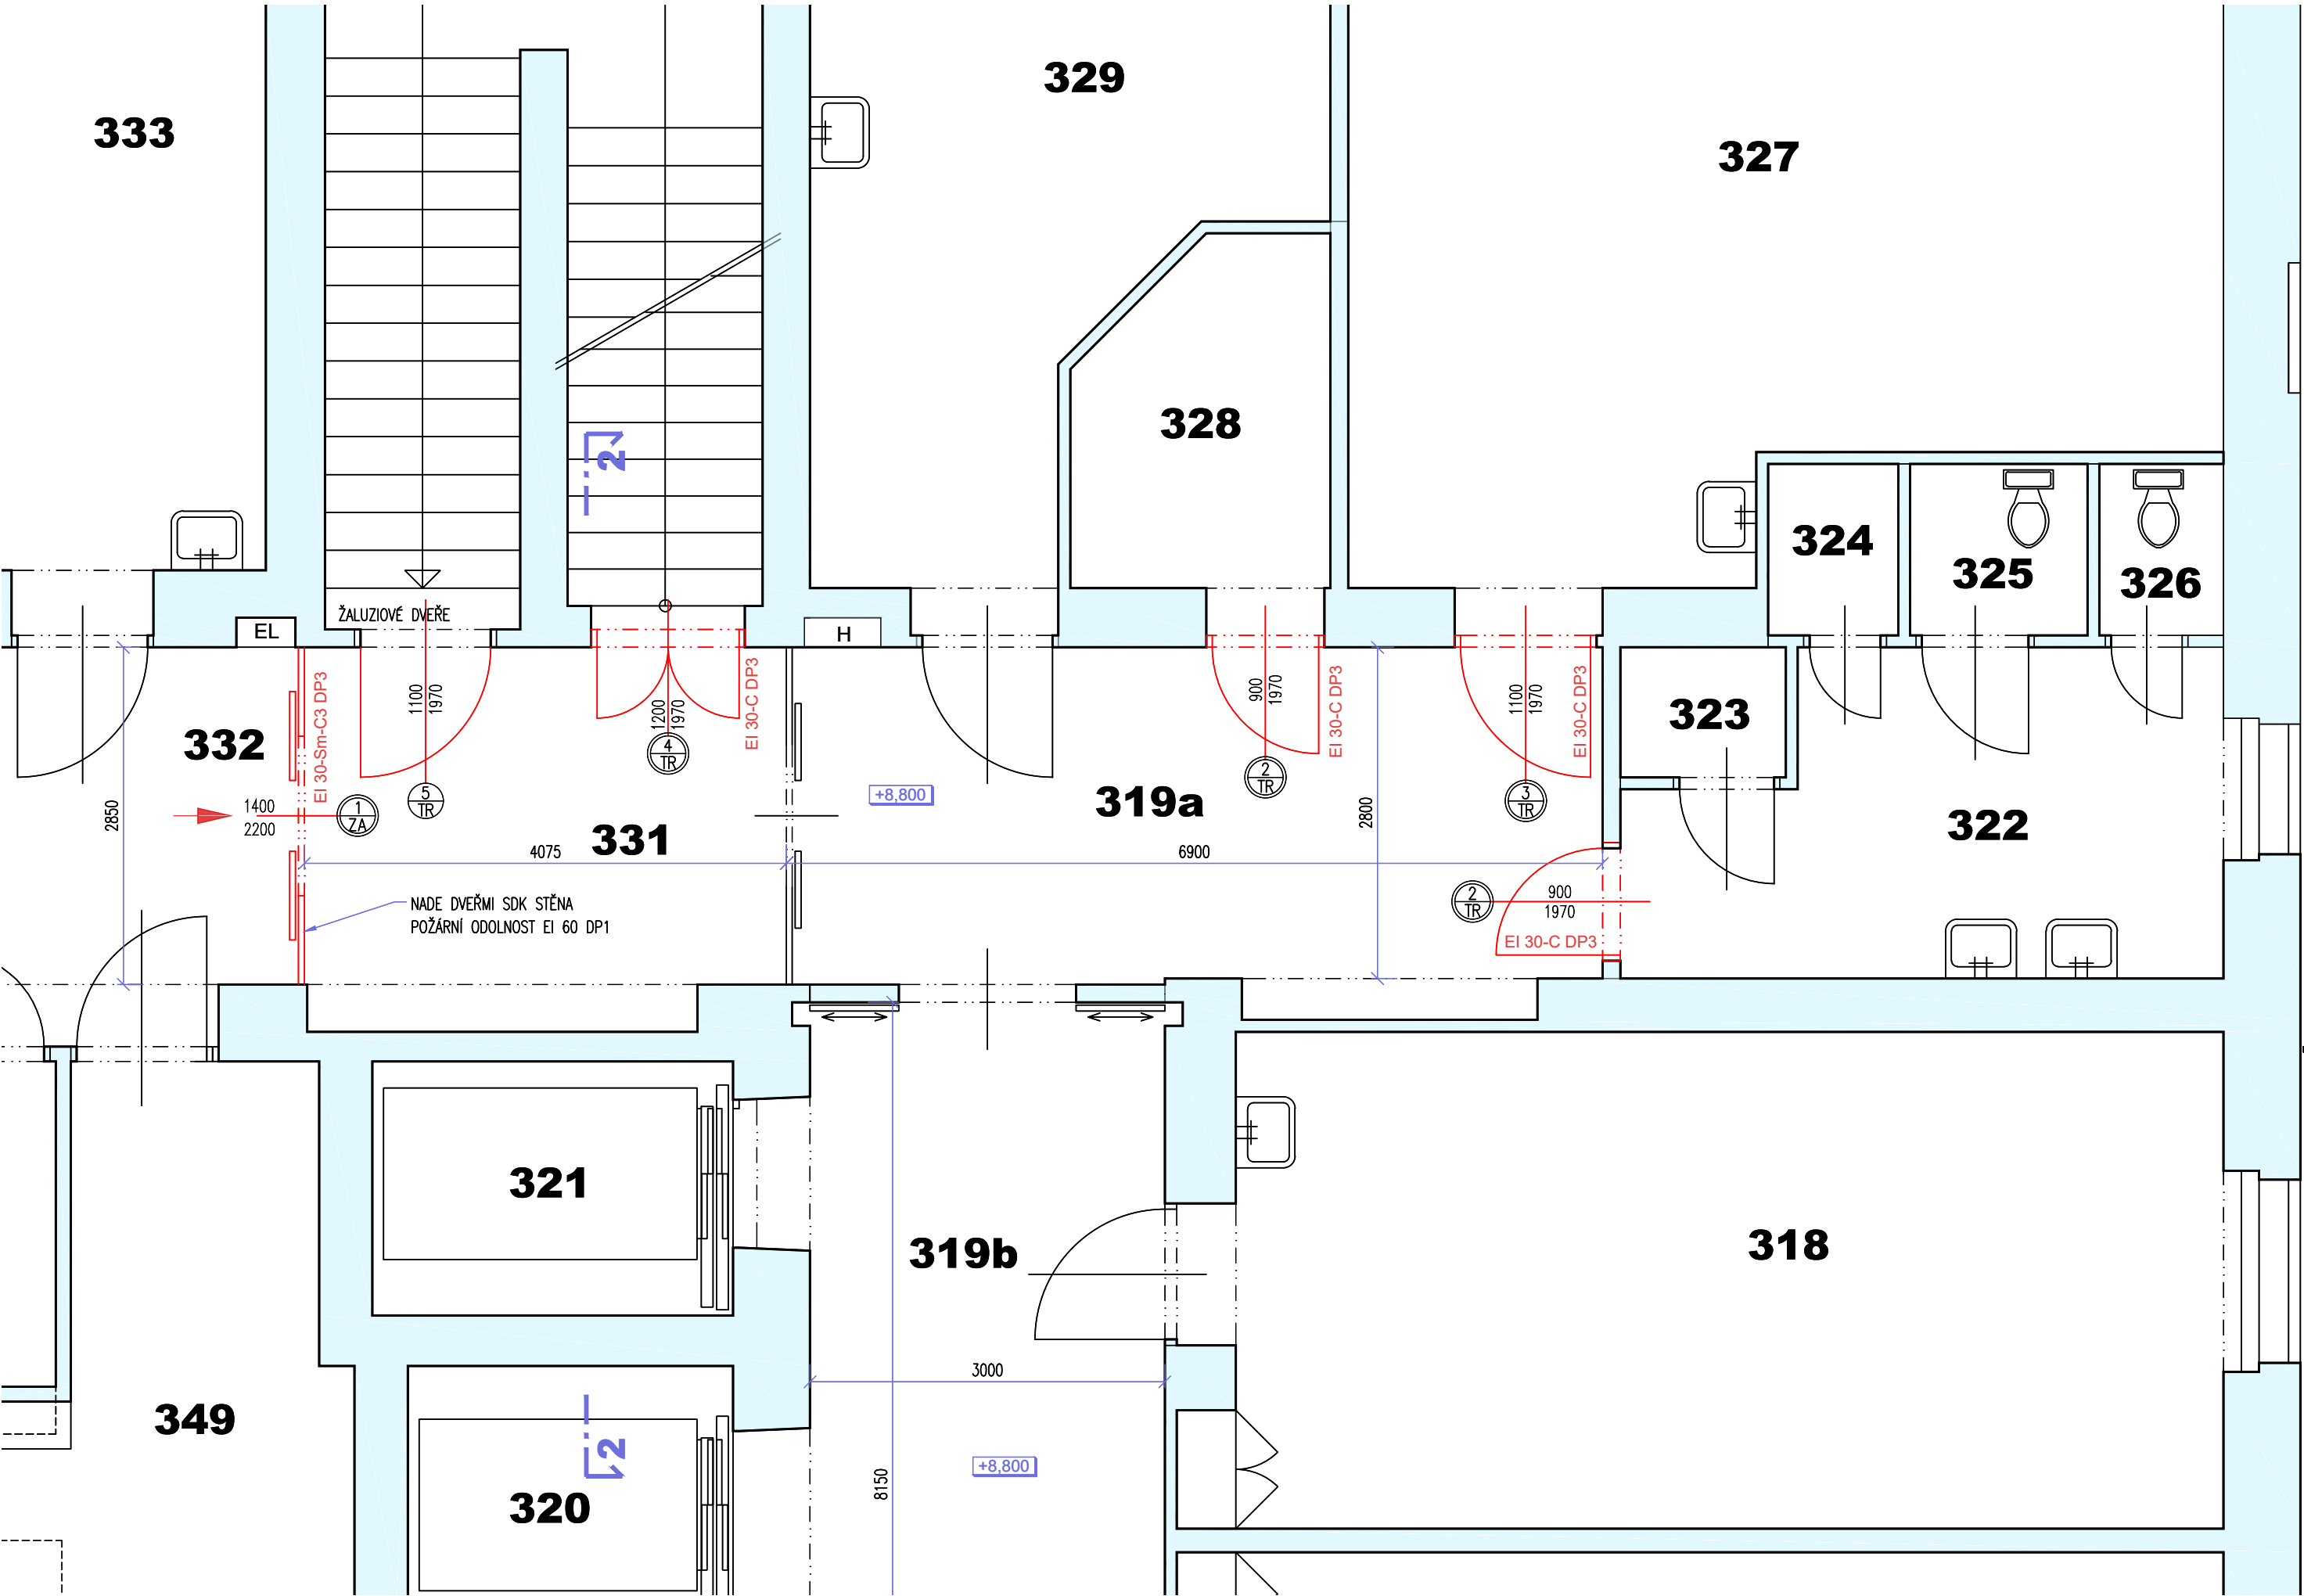 329
333
327
328
2
324
325
326
ŽALUZIOVÉ DVEŘE
EL
H
EI 30-Sm-C3 DP3
1100
1970
1200
1970
EI 30-C DP3
900
1970
EI 30-C DP3
1100
1970
EI 30-C DP3
323
332
4
TR
2
TR
5
TR
3
TR
+8,800
319a
1400
2200
1
ZA
2850
331
2800
322
4075
6900
NADE DVEŘMI SDK STĚNA
POŽÁRNÍ ODOLNOST EI 60 DP1
2
TR
900
1970
EI 30-C DP3
321
319b
318
3000
349
2
+8,800
8150
320